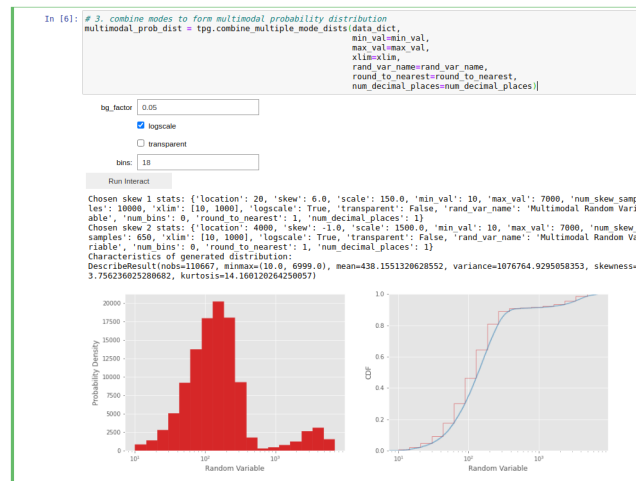 In [6]: # 3. combine modes to form multimodal probability distribution
multimodal_prob_dist = tpg.combine_multiple_mode_dists(data_dict,
min_val=min_val,
max_val=max_val,
xlim=xlim,
rand_var_name=rand_var_name,
round_to_nearest=round_to_nearest,
num_decimal_places=num_decimal_places)
bg_factor 0.05
logscale
transparent
bins: 18
Run Interact
Chosen skew 1 stats: {'location': 20, 'skew': 6.0, 'scale': 150.0, 'min_val': 10, 'max_val': 7000, 'num_skew_samp
les': 10000, 'xlim': [10, 1000], 'logscale': True, 'transparent': False, 'rand_var_name': 'Multimodal Random Vari
able', 'num_bins': 0, 'round_to_nearest': 1, 'num_decimal_places': 1}
Chosen skew 2 stats: {'location': 4000, 'skew': -1.0, 'scale': 1500.0, 'min_val': 10, 'max_val': 7000, 'num_skew_
samples': 650, 'xlim': [10, 1000], 'logscale': True, 'transparent': False, 'rand_var_name': 'Multimodal Random Va
riable', 'num_bins': 0, 'round_to_nearest': 1, 'num_decimal_places': 1}
Characteristics of generated distribution:
DescribeResult(nobs=110667, minmax=(10.0, 6999.0), mean=438.1551320628552, variance=1076764.9295058353, skewness=
3.756236025280682, kurtosis=14.160120264250057)
20000
17500
15000
12500
10000
7500
5000
2500
0
Probability Density
10¹ 10² 10³
Random Variable
1.0
0.8
0.6
0.4
0.2
0.0
CDF
10¹ 10² 10³
Random Variable